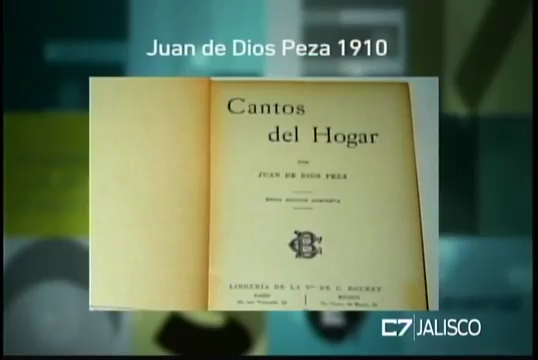 Juan de Dios Peza 1910
Cantos
del Hogar
POR
JUAN DE DIOS PEZA
LIBRERÍA DE LA Vda DE C. BOURET
PARIS
MEXICO
C7 JALISCO